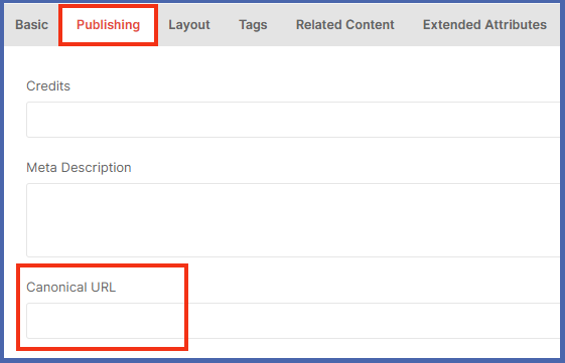 Basic Publishing Layout Tags Related Content Extended Attributes
Credits
Meta Description
Canonical URL